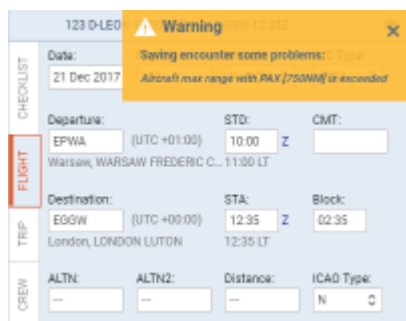 123 D-LEO
Warning
Saving encounter some problems:
Aircraft max range with PAX [750NM] is exceeded
CHECKLIST
FLIGHT
TRIP
CREW
Date:
21 Dec 2017
Departure: STD: CMT:
EPWA (UTC +01:00) 10:00 Z
Warsaw, WARSAW FREDERIC C... 11:00 LT
Destination: STA: Block:
EGGW (UTC +00:00) 12:35 Z 02:35
London, LONDON LUTON 12:35 LT
ALTN: ALTN2: Distance: ICAO Type:
--- --- --- N